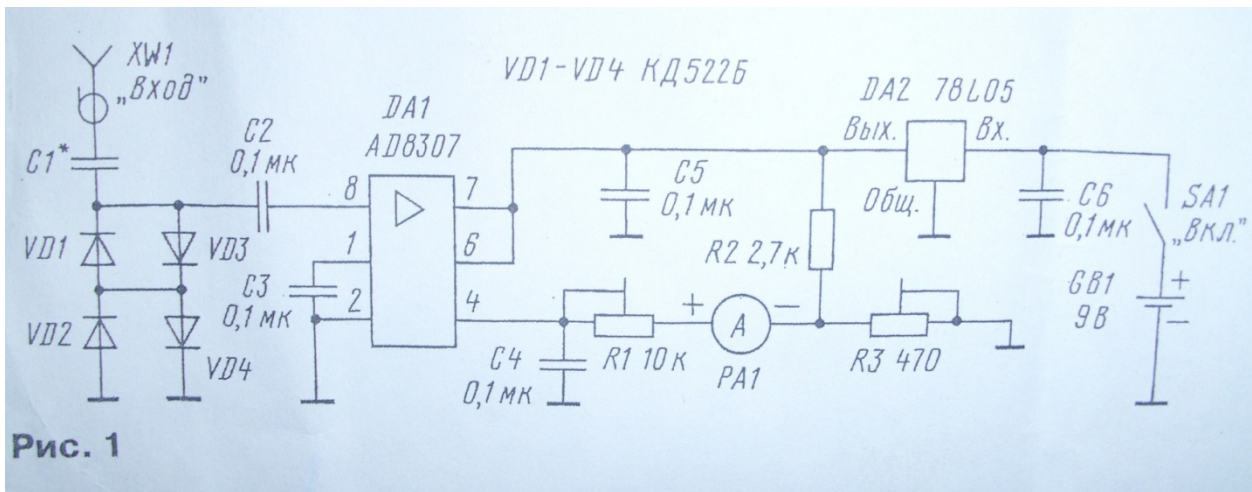 XW1
„Вход"
VD1-VD4 КД522Б
DA2 78L05
Вых.
Вх.
Общ.
DA1
AD8307
C1*
C2
0,1 мк
8
7
1
6
2
4
C5
0,1 мк
C6
0,1 мк
SA1
„Вкл."
VD1
VD3
C3
0,1 мк
R2 2,7 к
GB1
9В
+
−
VD2
VD4
C4
0,1 мк
R1 10 к
+
A
−
PA1
R3 470
Рис. 1